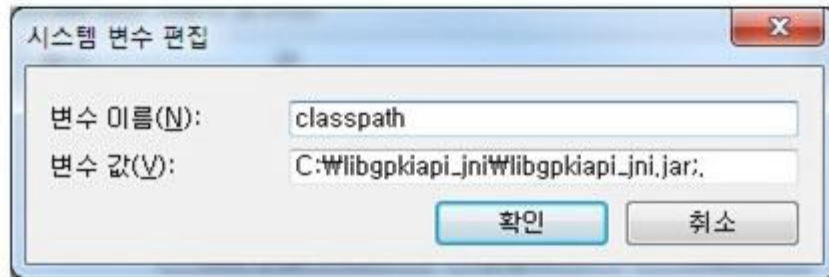 시스템 변수 편집
변수 이름(N): classpath
변수 값(V): C:₩libgpkiapi_jni₩libgpkiapi_jni.jar;.
확인 취소